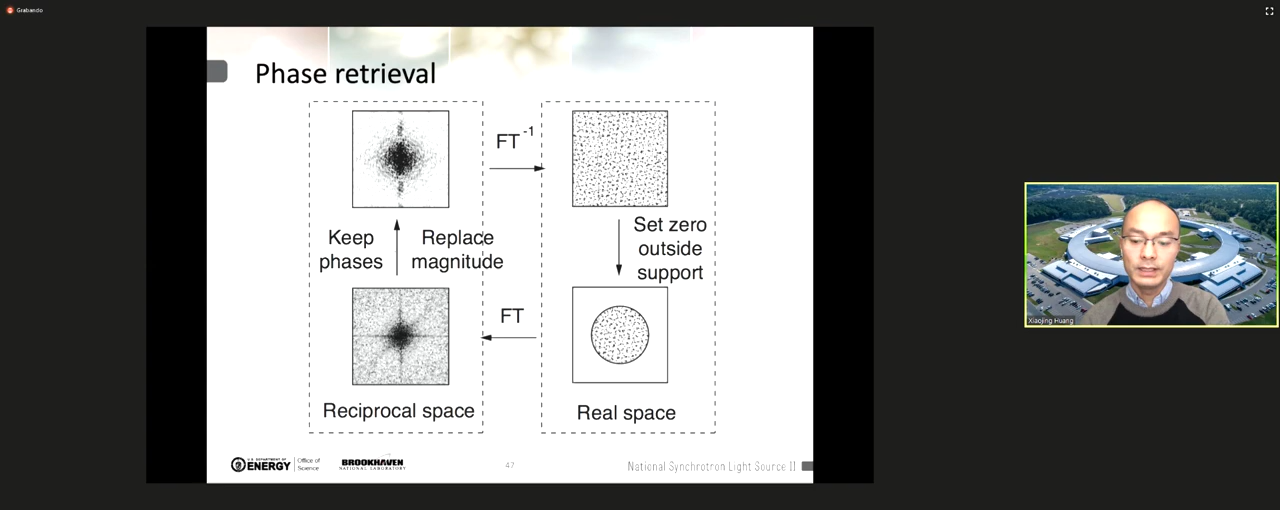 Grabando
Phase retrieval
FT-1
Keep phases
Replace magnitude
Set zero
outside
support
FT
Reciprocal space
Real space
U.S. DEPARTMENT OF
ENERGY
Office of
Science
BROOKHAVEN
NATIONAL LABORATORY
47
National Synchrotron Light Source II
Xiaojing Huang